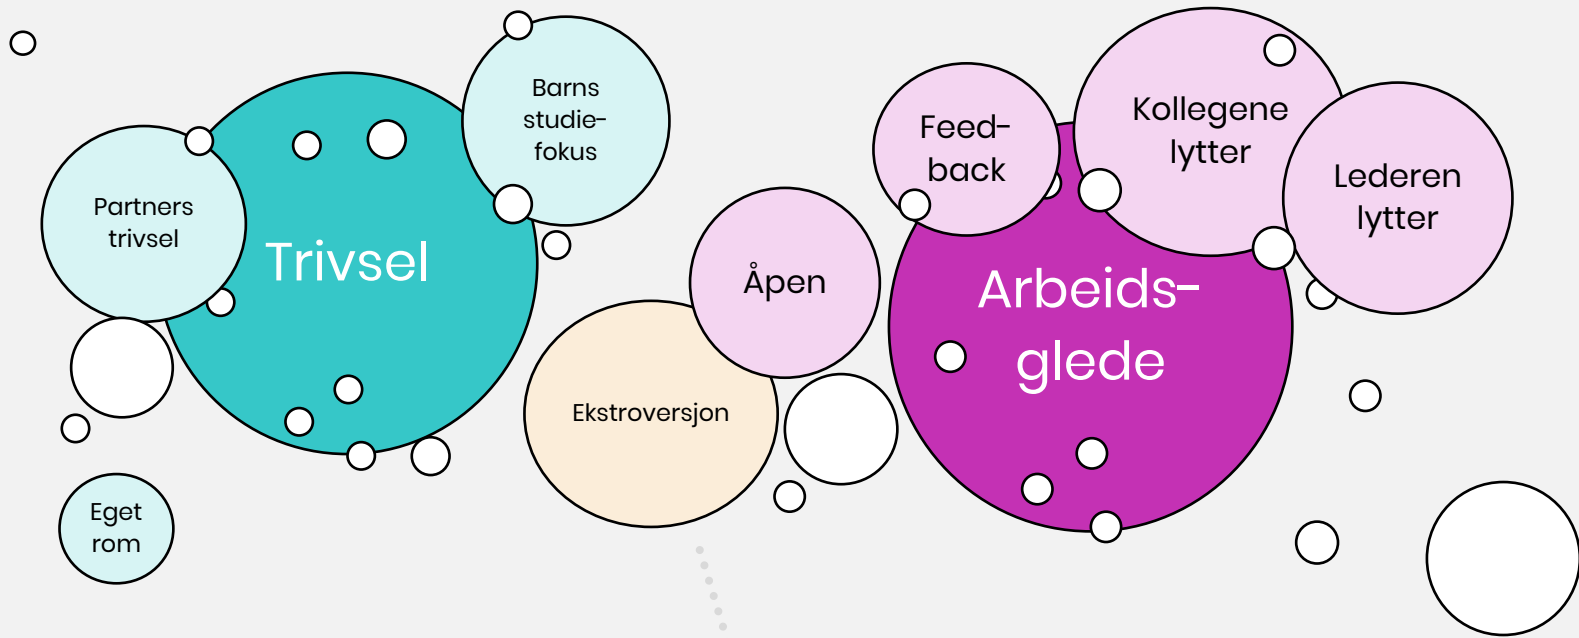 Barns
studie-
fokus
Partners
trivsel
Trivsel
Eget
rom
Ekstroversjon
Åpen
Feed-
back
Kollegene
lytter
Lederen
lytter
Arbeids-
glede